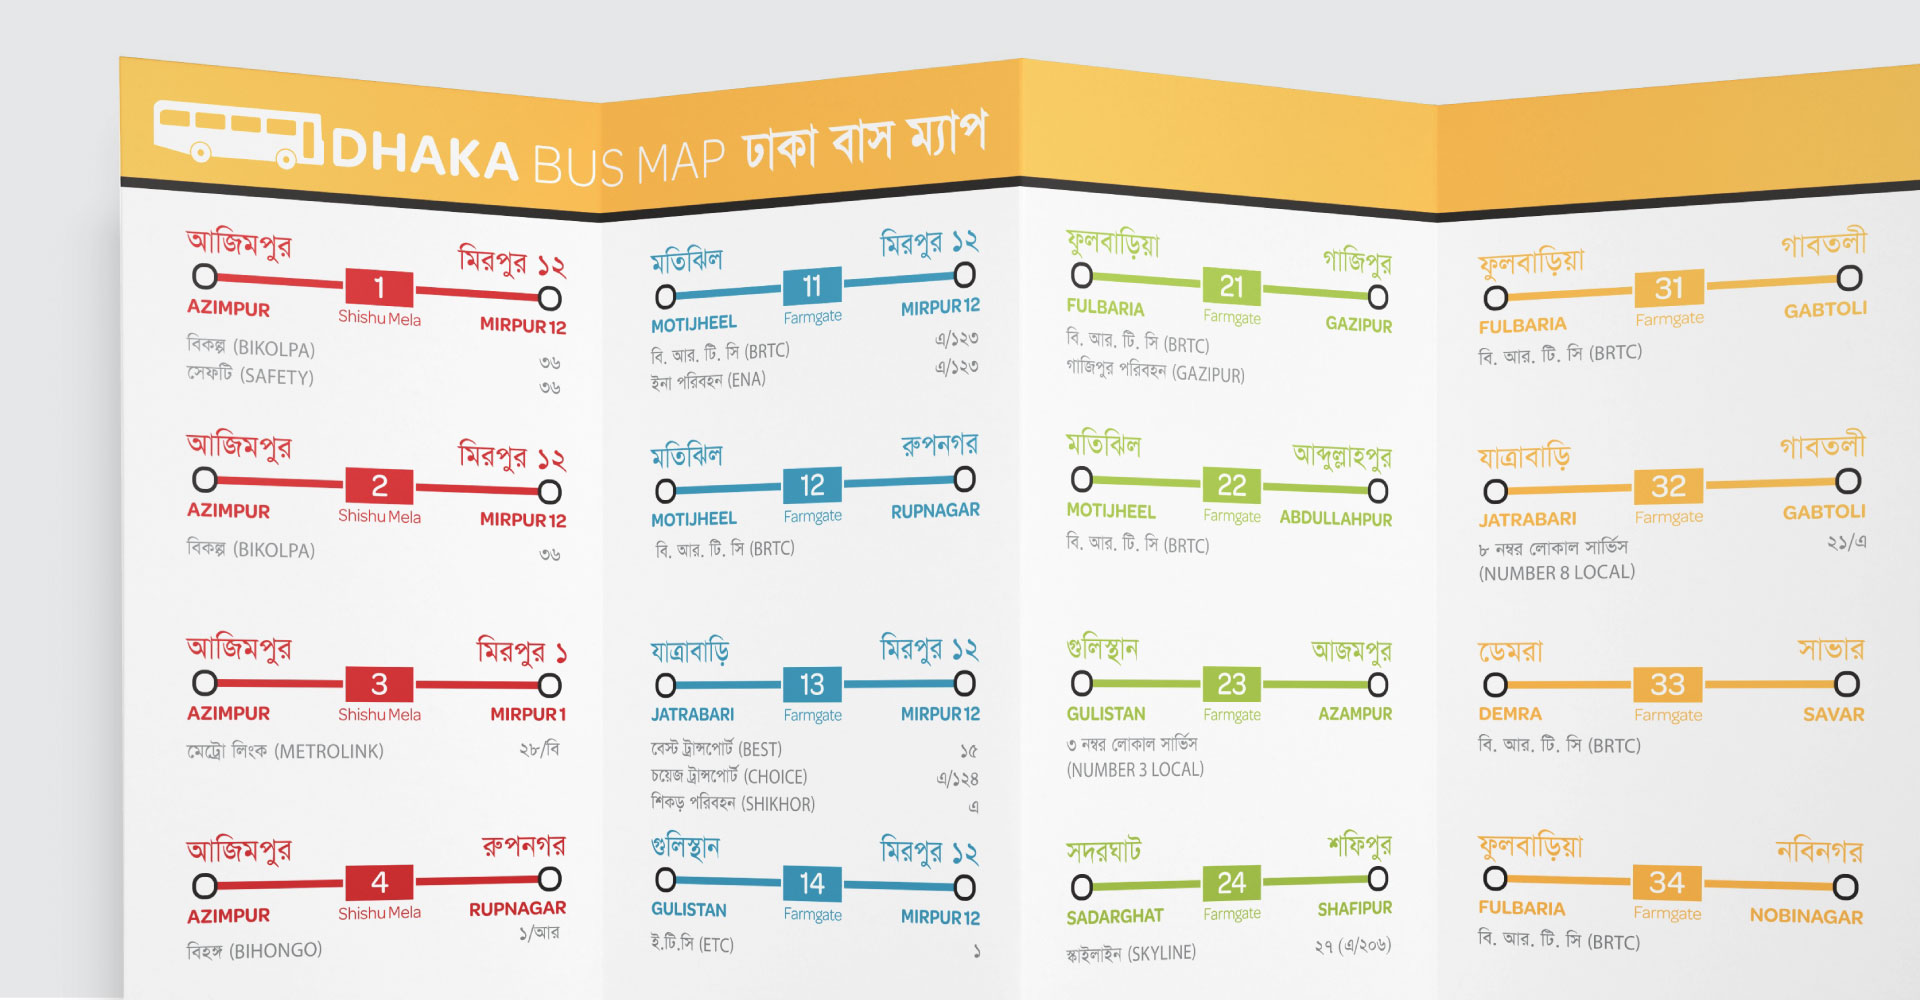 DHAKA BUS MAP ঢাকা বাস ম্যাপ
আজিমপুর মিরপুর ১২
1
AZIMPUR Shishu Mela MIRPUR 12
বিকল্প (BIKOLPA) ৩৬
সেফটি (SAFETY) ৩৬
আজিমপুর মিরপুর ১২
2
AZIMPUR Shishu Mela MIRPUR 12
বিকল্প (BIKOLPA) ৩৬
আজিমপুর মিরপুর ১
3
AZIMPUR Shishu Mela MIRPUR 1
মেট্রো লিংক (METROLINK) ২৮/বি
আজিমপুর রুপনগর
4
AZIMPUR Shishu Mela RUPNAGAR
বিহঙ্গ (BIHONGO) ১/আর
মতিঝিল মিরপুর ১২
11
MOTIJHEEL Farmgate MIRPUR 12
বি. আর. টি. সি (BRTC) এ/১২৩
ইনা পরিবহন (ENA) এ/১২৩
মতিঝিল রুপনগর
12
MOTIJHEEL Farmgate RUPNAGAR
বি. আর. টি. সি (BRTC)
যাত্রাবাড়ি মিরপুর ১২
13
JATRABARI Farmgate MIRPUR 12
বেস্ট ট্রান্সপোর্ট (BEST) ১৫
চয়েজ ট্রান্সপোর্ট (CHOICE) এ/১২৪
শিকড় পরিবহন (SHIKHOR) এ
গুলিস্থান মিরপুর ১২
14
GULISTAN Farmgate MIRPUR 12
ই.টি.সি (ETC) ১
ফুলবাড়িয়া গাজিপুর
21
FULBARIA Farmgate GAZIPUR
বি. আর. টি. সি (BRTC)
গাজিপুর পরিবহন (GAZIPUR)
মতিঝিল আব্দুল্লাহপুর
22
MOTIJHEEL Farmgate ABDULLAHPUR
বি. আর. টি. সি (BRTC)
গুলিস্থান আজমপুর
23
GULISTAN Farmgate AZAMPUR
৩ নম্বর লোকাল সার্ভিস
(NUMBER 3 LOCAL)
সদরঘাট শফিপুর
24
SADARGHAT Farmgate SHAFIPUR
স্কাইলাইন (SKYLINE) ২৭ (এ/২০৬)
ফুলবাড়িয়া গাবতলী
31
FULBARIA Farmgate GABTOLI
বি. আর. টি. সি (BRTC)
যাত্রাবাড়ি গাবতলী
32
JATRABARI Farmgate GABTOLI
৮ নম্বর লোকাল সার্ভিস ২১/এ
(NUMBER 8 LOCAL)
ডেমরা সাভার
33
DEMRA Farmgate SAVAR
বি. আর. টি. সি (BRTC)
ফুলবাড়িয়া নবিনগর
34
FULBARIA Farmgate NOBINAGAR
বি. আর. টি. সি (BRTC)